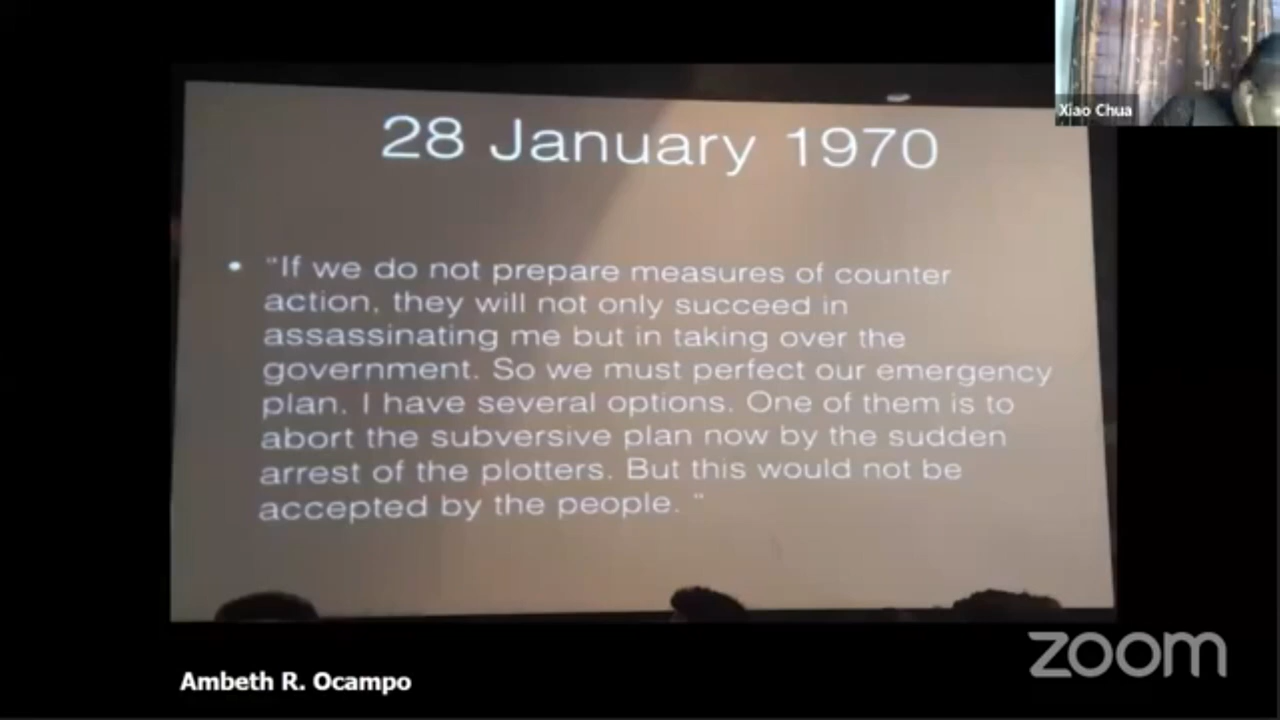 Xiao Chua
28 January 1970
• "If we do not prepare measures of counter
action, they will not only succeed in
assassinating me but in taking over the
government. So we must perfect our emergency
plan. I have several options. One of them is to
abort the subversive plan now by the sudden
arrest of the plotters. But this would not be
accepted by the people. "
Ambeth R. Ocampo
zoom